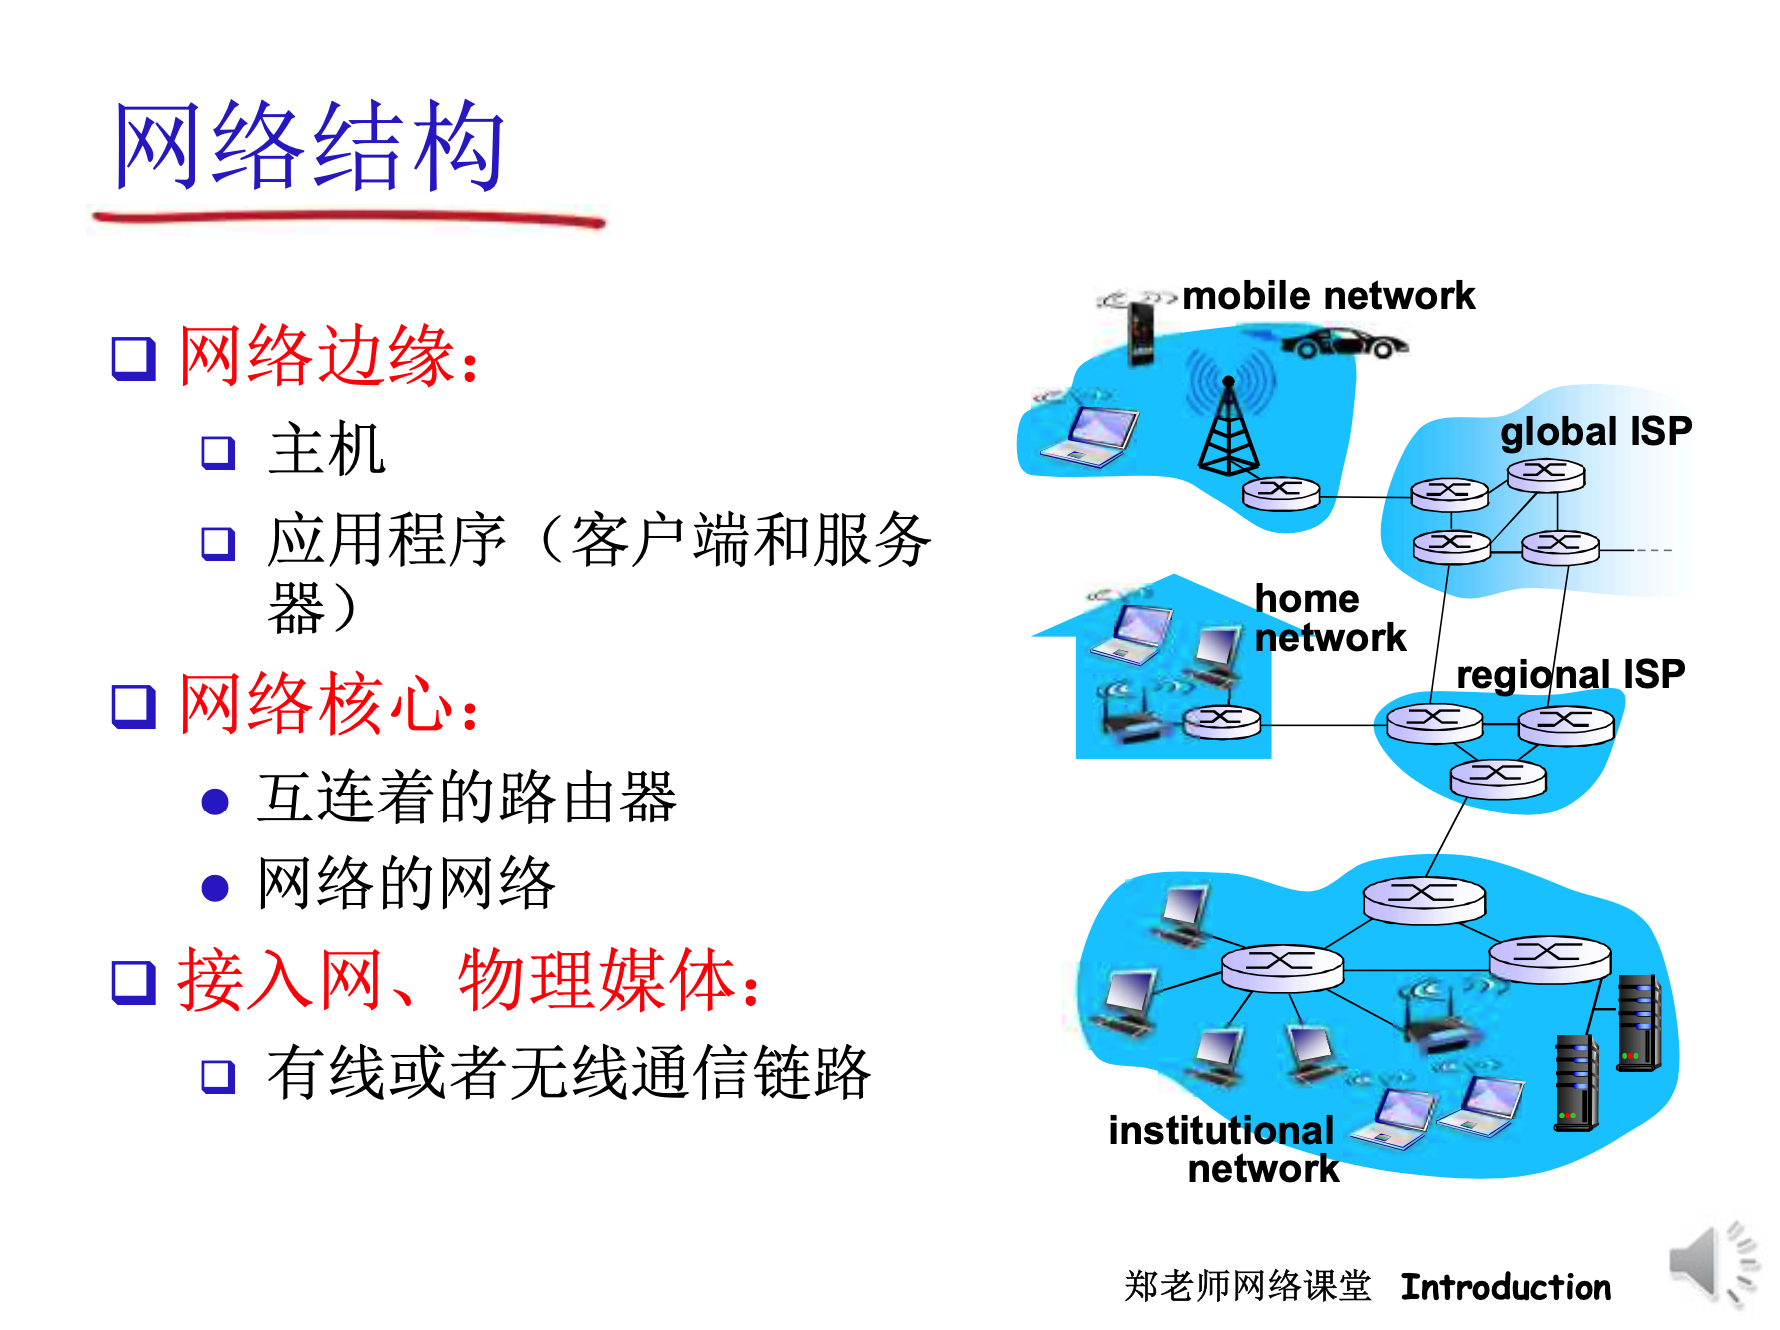 网络结构
网络边缘：
主机
应用程序（客户端和服务
器）
网络核心：
互连着的路由器
网络的网络
接入网、物理媒体：
有线或者无线通信链路
mobile network
global ISP
home
network
regional ISP
institutional
network
郑老师网络课堂 Introduction